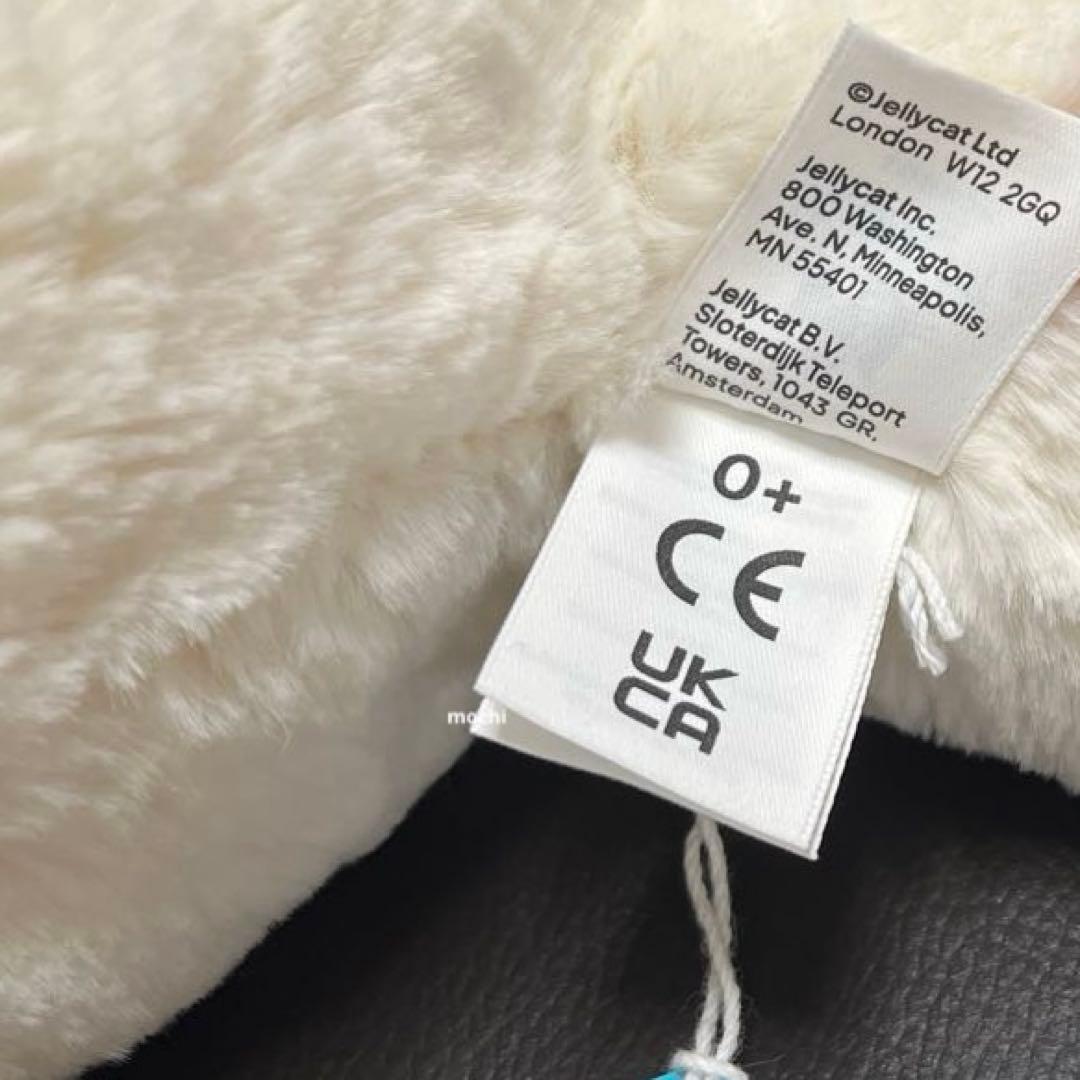 ©Jellycat Ltd
London W12 2GQ
Jellycat Inc.
800 Washington
Ave. N, Minneapolis,
MN 55401
Jellycat B.V.
Sloterdijk Teleport
Towers, 1043 GR.
Amsterdam
0+
CE
UK
CA
mochi